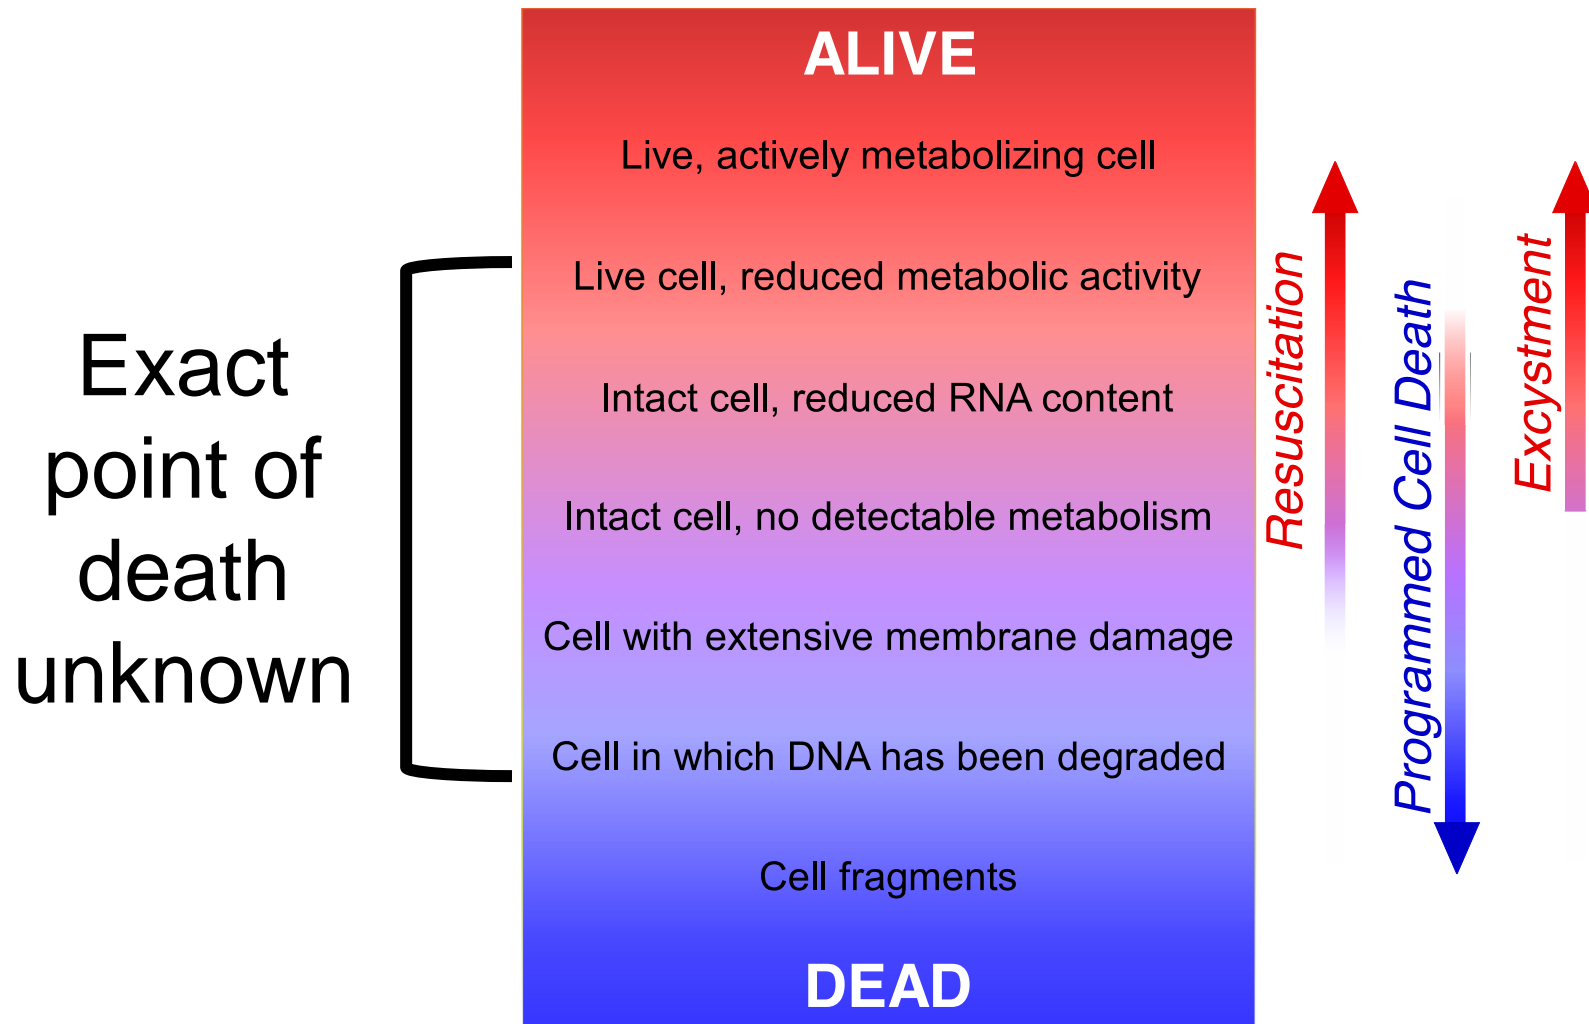 Exact
point of
death
unknown
ALIVE
Live, actively metabolizing cell
Live cell, reduced metabolic activity
Intact cell, reduced RNA content
Intact cell, no detectable metabolism
Cell with extensive membrane damage
Cell in which DNA has been degraded
Cell fragments
DEAD
Resuscitation
Programmed Cell Death
Excystment